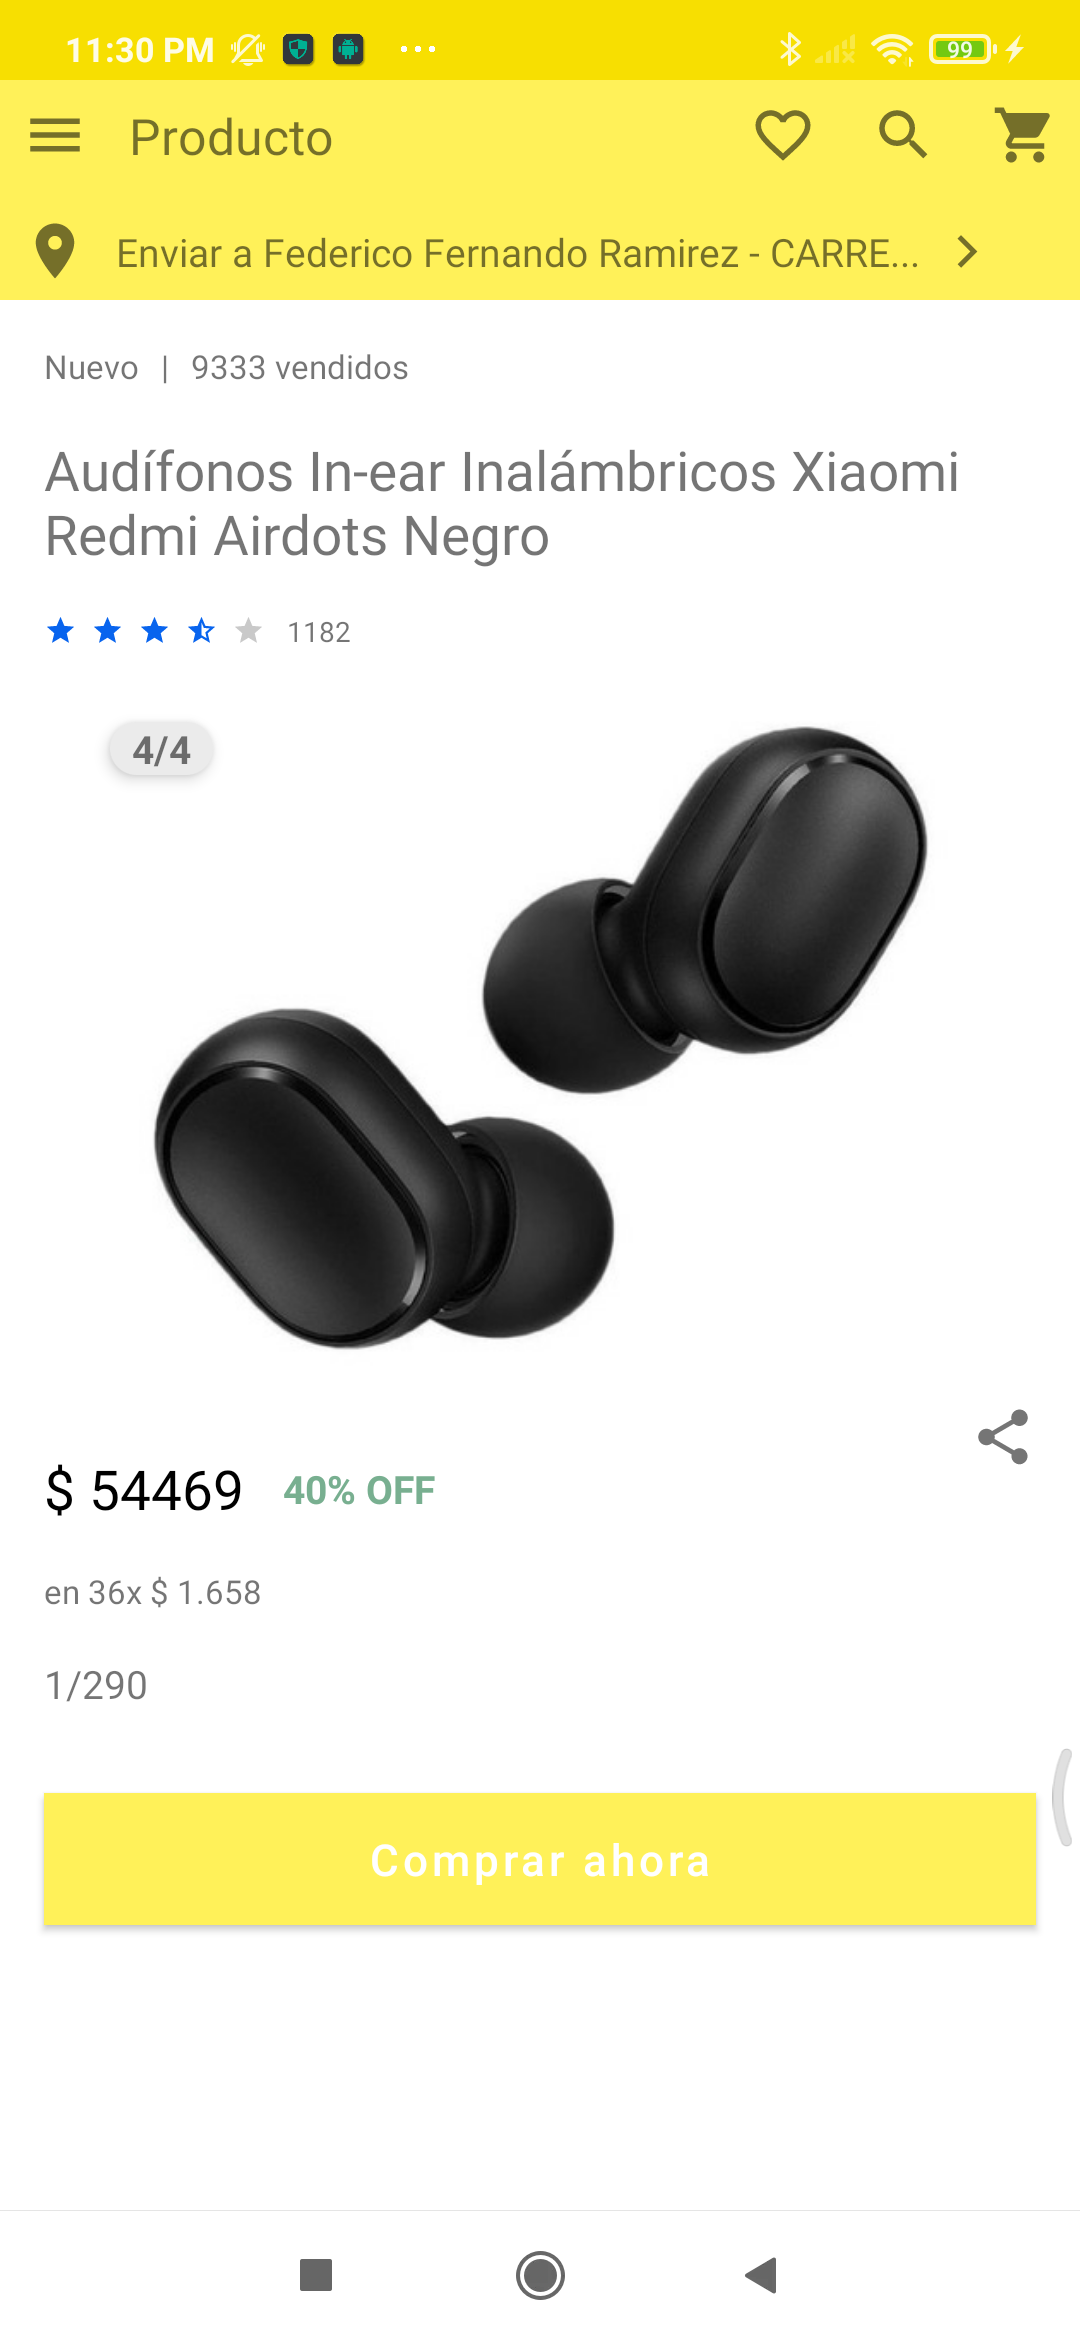 11:30 PM
99
Producto
Enviar a Federico Fernando Ramirez - CARRE...
Nuevo | 9333 vendidos
Audífonos In-ear Inalámbricos Xiaomi
Redmi Airdots Negro
1182
4/4
$ 54469 40% OFF
en 36x $ 1.658
1/290
Comprar ahora